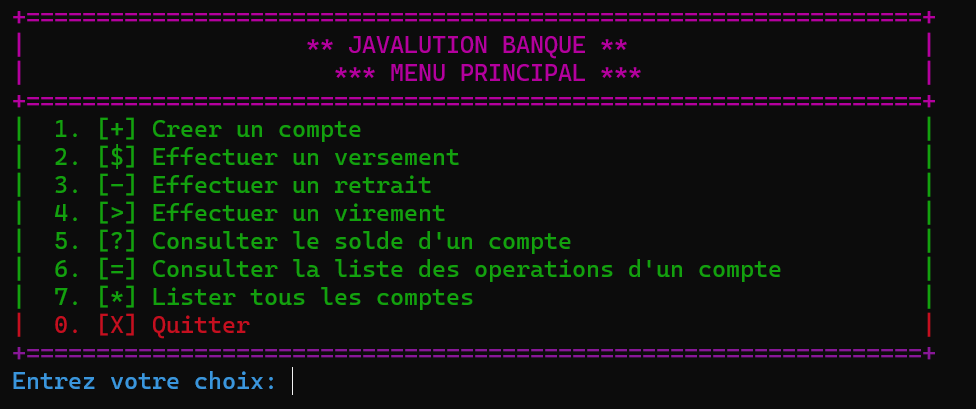 +================================================================+
| ** JAVALUTION BANQUE ** |
| *** MENU PRINCIPAL *** |
+================================================================+
| 1. [+] Creer un compte |
| 2. [$] Effectuer un versement |
| 3. [-] Effectuer un retrait |
| 4. [>] Effectuer un virement |
| 5. [?] Consulter le solde d'un compte |
| 6. [=] Consulter la liste des operations d'un compte |
| 7. [*] Lister tous les comptes |
| 0. [X] Quitter |
+================================================================+
Entrez votre choix: